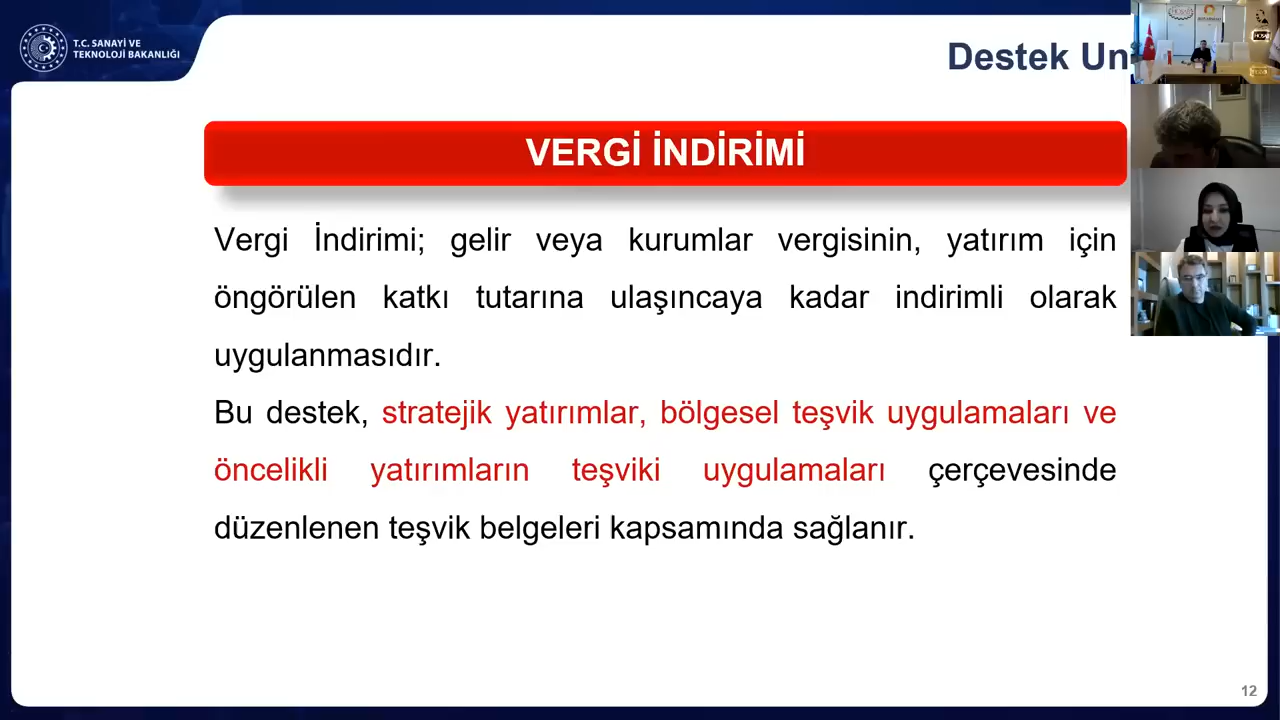 T.C. SANAYİ VE
TEKNOLOJİ BAKANLIĞI
Destek Un
VERGİ İNDİRİMİ
Vergi İndirimi; gelir veya kurumlar vergisinin, yatırım için
öngörülen katkı tutarına ulaşıncaya kadar indirimli olarak
uygulanmasıdır.
Bu destek, stratejik yatırımlar, bölgesel teşvik uygulamaları ve
öncelikli yatırımların teşviki uygulamaları çerçevesinde
düzenlenen teşvik belgeleri kapsamında sağlanır.
12